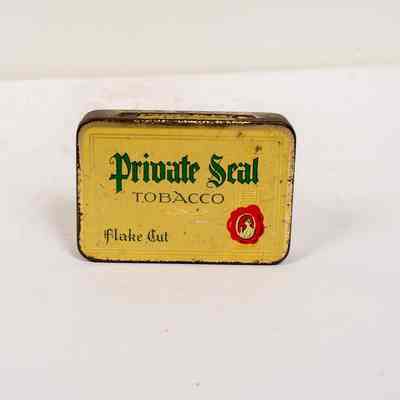 Private Seal
TOBACCO
Flake Cut